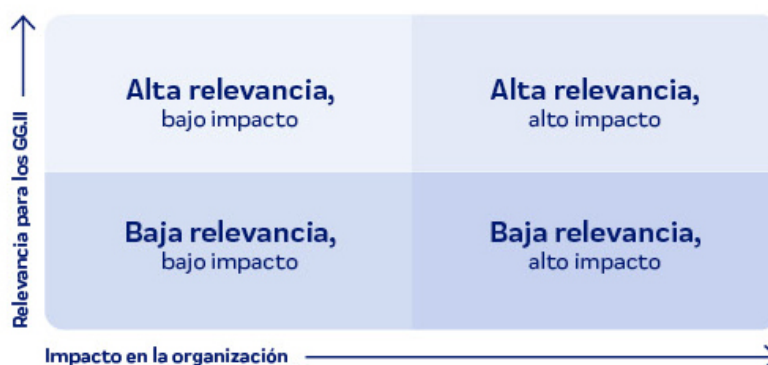 Relevancia para los GG.II
Alta relevancia,
bajo impacto
Alta relevancia,
alto impacto
Baja relevancia,
bajo impacto
Baja relevancia,
alto impacto
Impacto en la organización